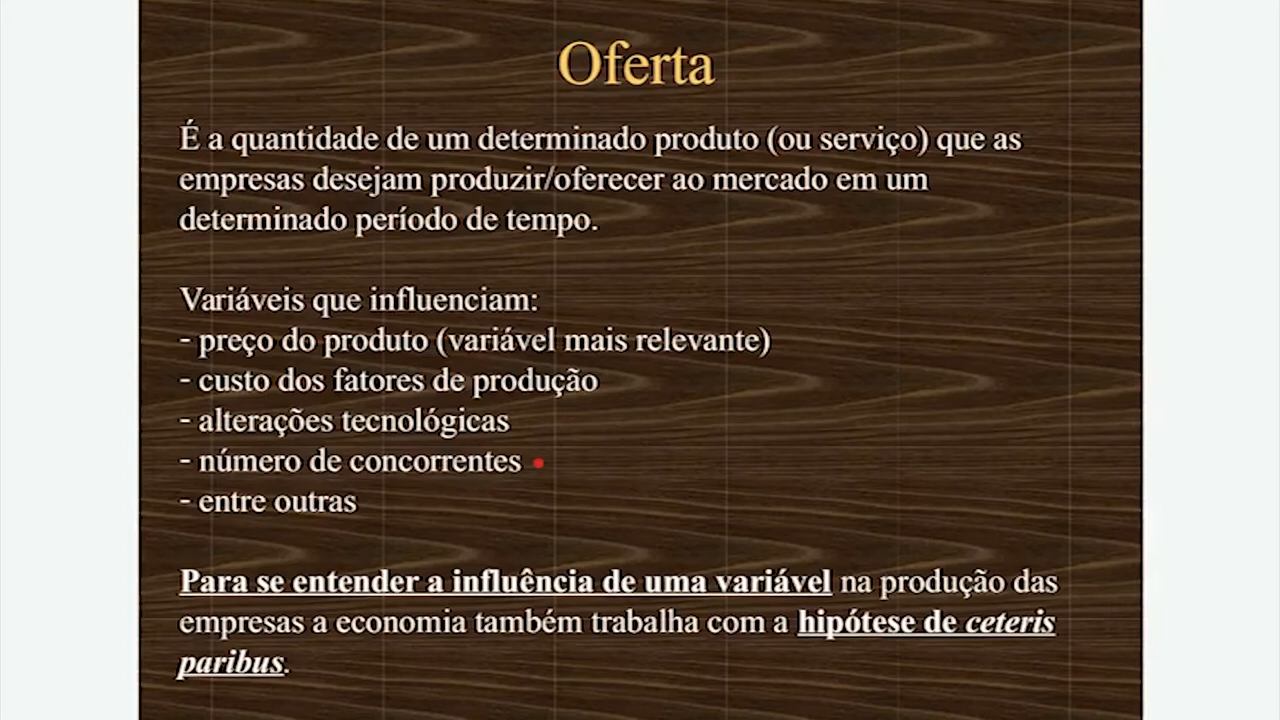 Oferta
É a quantidade de um determinado produto (ou serviço) que as
empresas desejam produzir/oferecer ao mercado em um
determinado período de tempo.
Variáveis que influenciam:
- preço do produto (variável mais relevante)
- custo dos fatores de produção
- alterações tecnológicas
- número de concorrentes
- entre outras
Para se entender a influência de uma variável na produção das
empresas a economia também trabalha com a hipótese de ceteris
paribus.